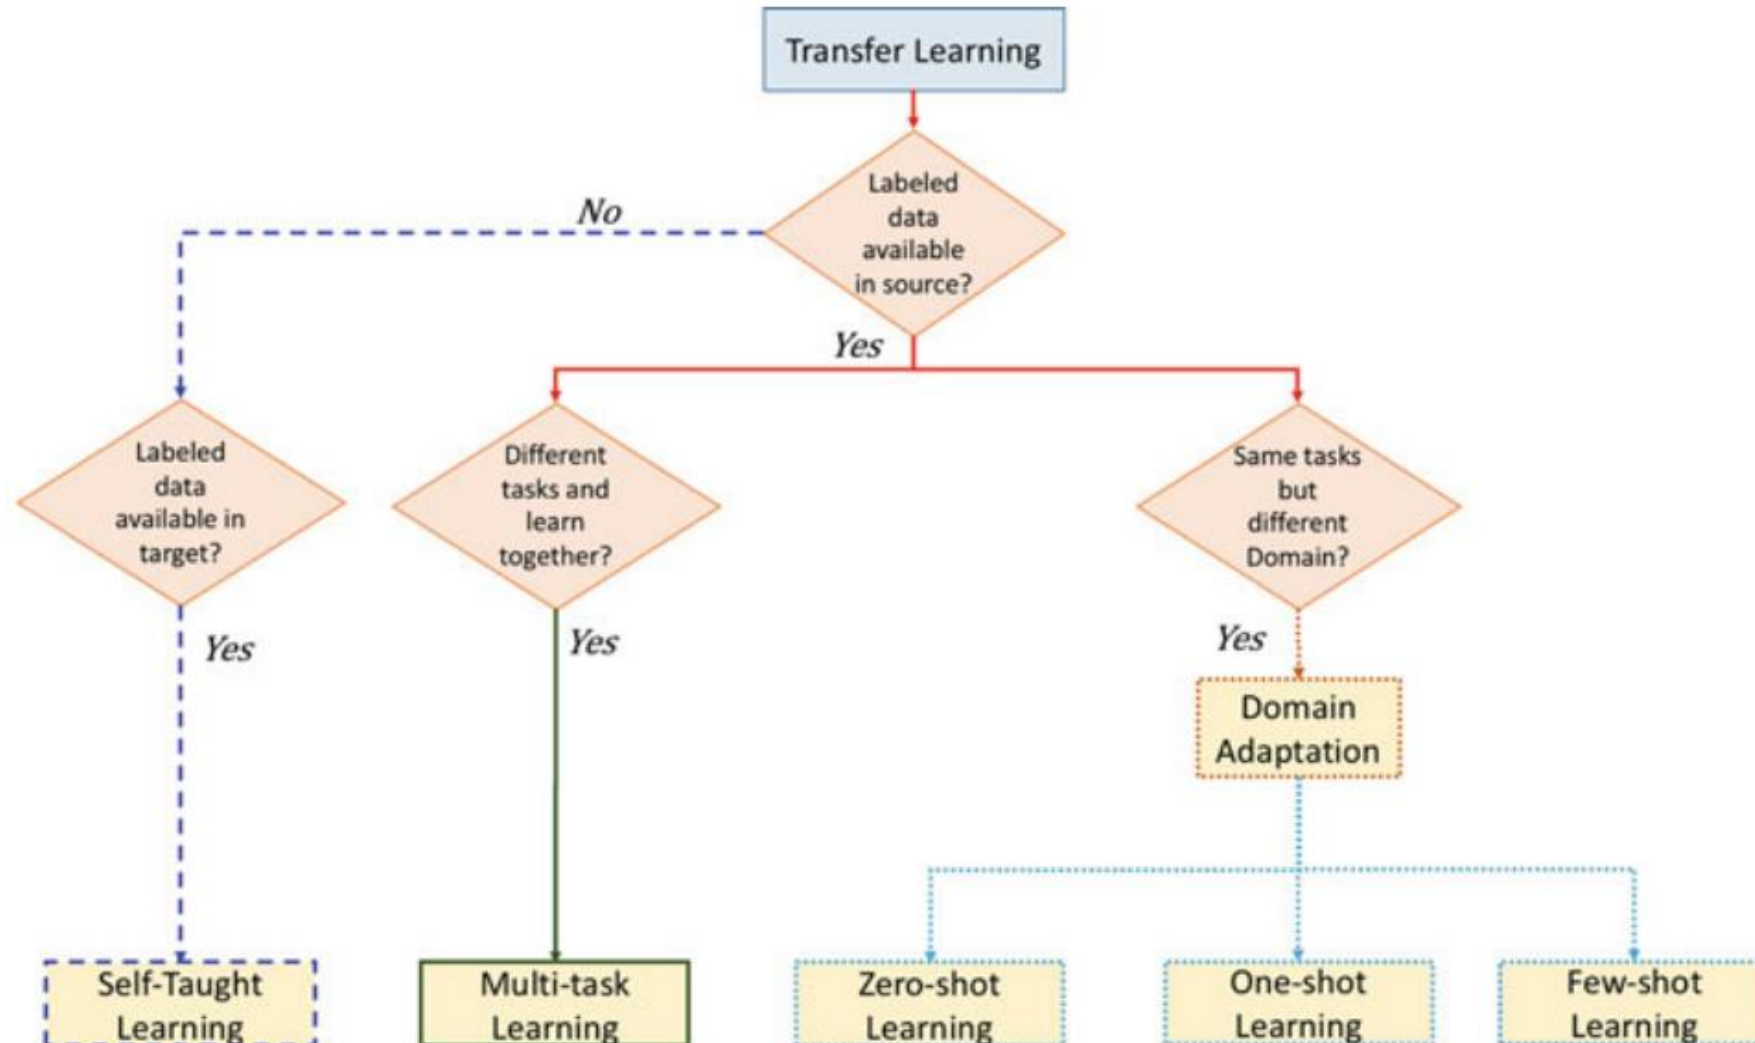 Transfer Learning
Labeled
data
available
in source?
No
Yes
Labeled
data
available in
target?
Different
tasks and
learn
together?
Same tasks
but
different
Domain?
Yes
Yes
Yes
Domain
Adaptation
Self-Taught
Learning
Multi-task
Learning
Zero-shot
Learning
One-shot
Learning
Few-shot
Learning